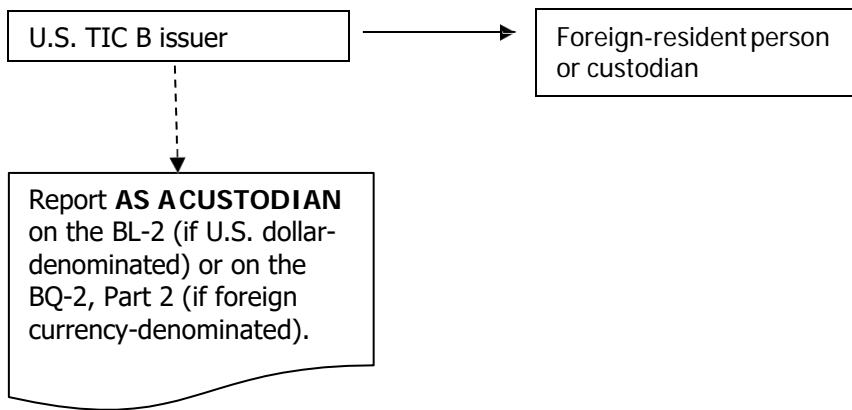 U.S. TIC B issuer
Foreign-resident person
or custodian
Report AS A CUSTODIAN
on the BL-2 (if U.S. dollar-
denominated) or on the
BQ-2, Part 2 (if foreign
currency-denominated).